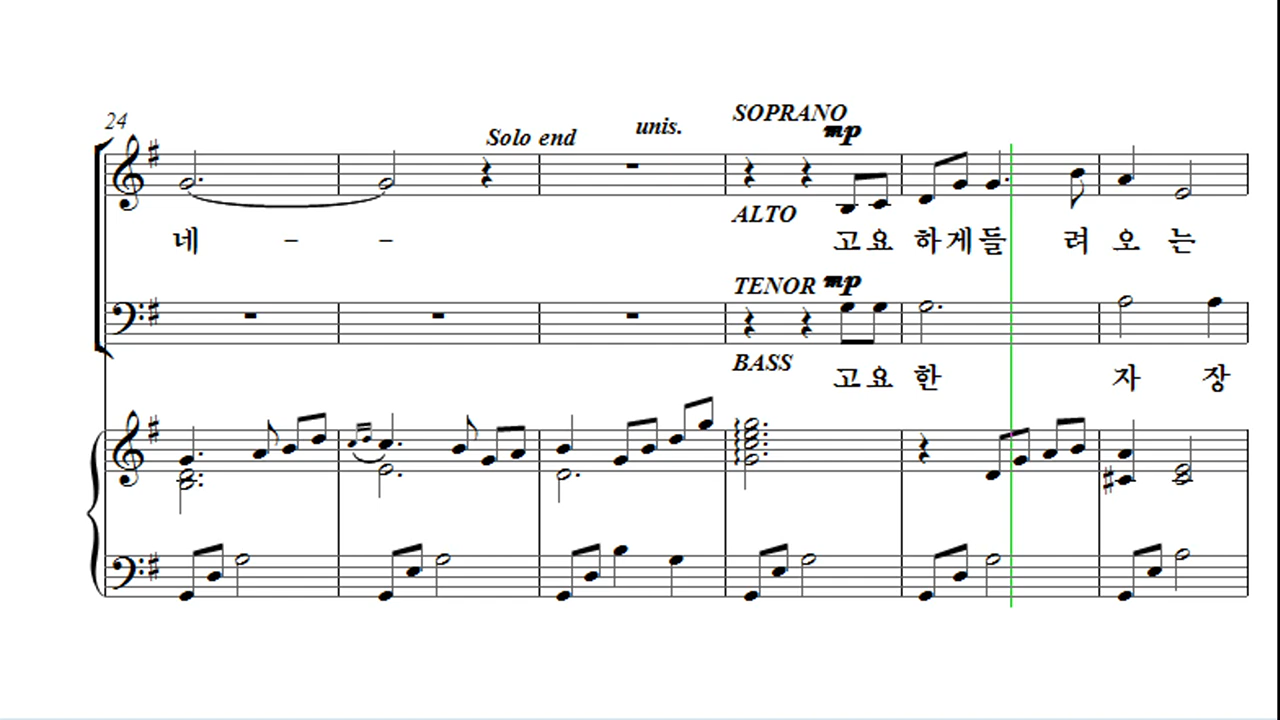 24
Solo end unis. SOPRANO
mp
ALTO
네 - - 고 요 하 게 들 려 오 는
TENOR mp
BASS
고 요 한 자 장